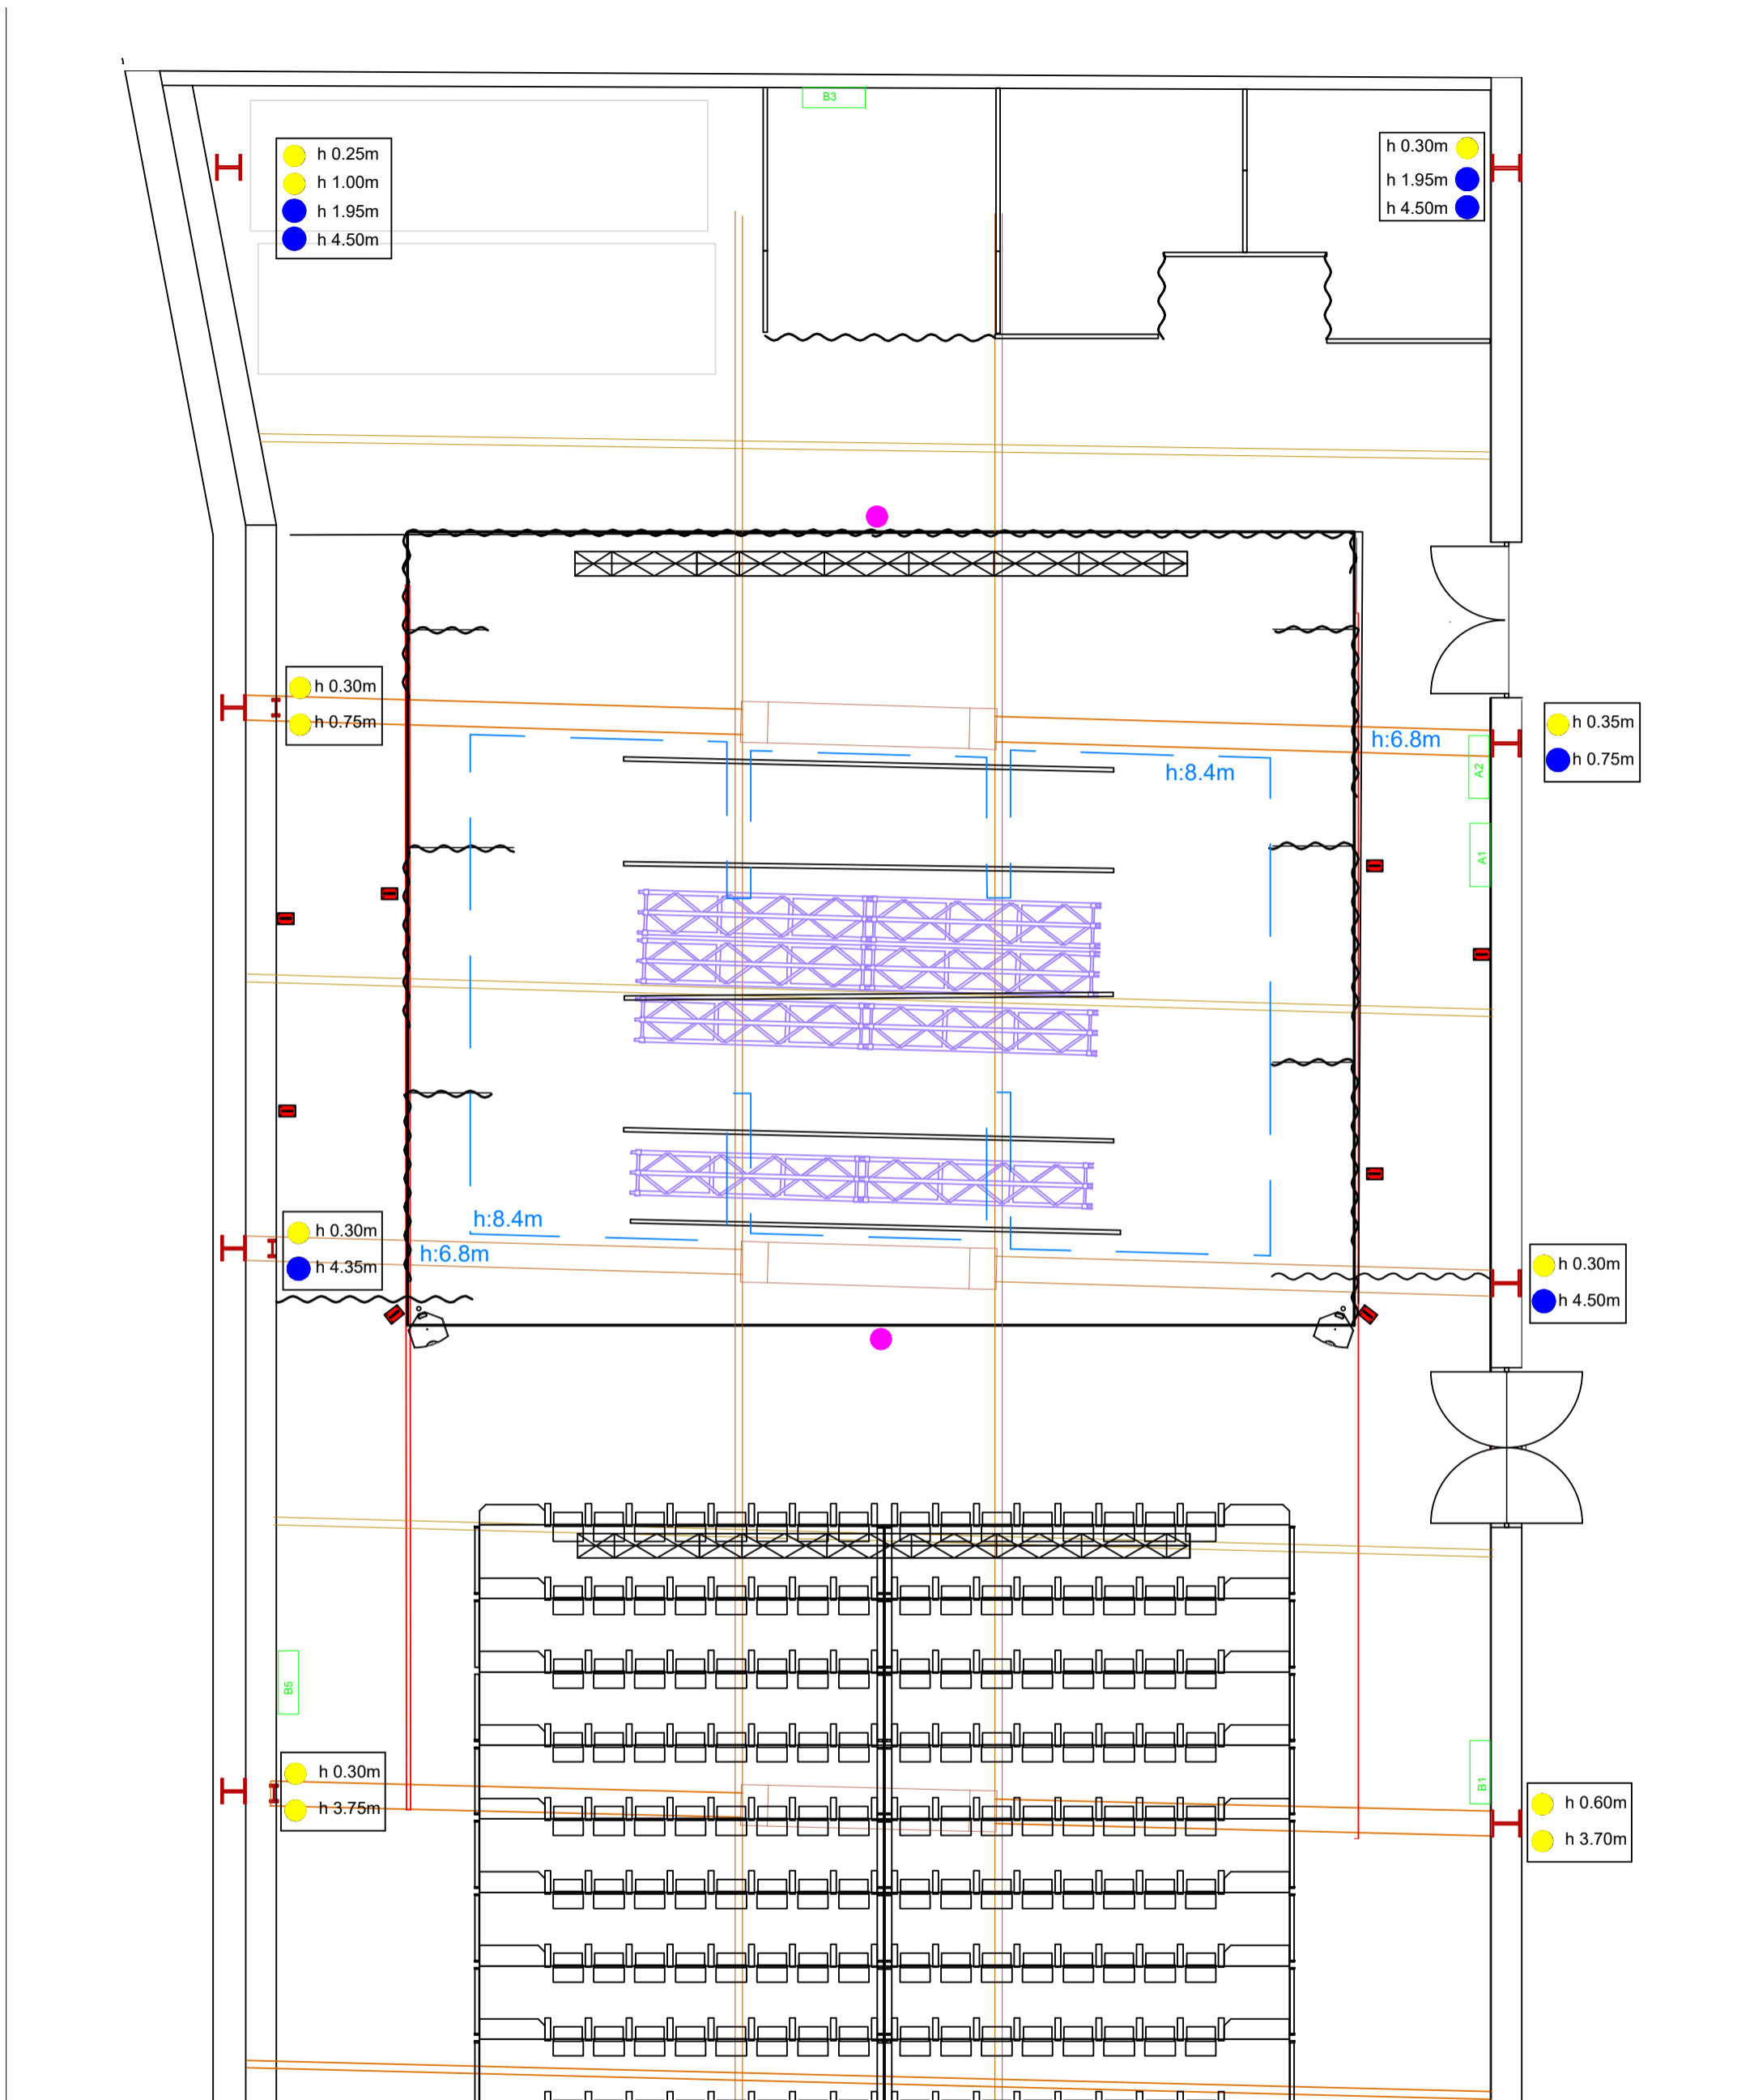 B3
h 0.25m
h 1.00m
h 1.95m
h 4.50m
h 0.30m
h 1.95m
h 4.50m
h 0.30m
h 0.75m
h 0.35m
h 0.75m
h:6.8m
h:8.4m
A2
A1
h:8.4m
h:6.8m
h 0.30m
h 4.35m
h 0.30m
h 4.50m
B5
B1
h 0.30m
h 3.75m
h 0.60m
h 3.70m